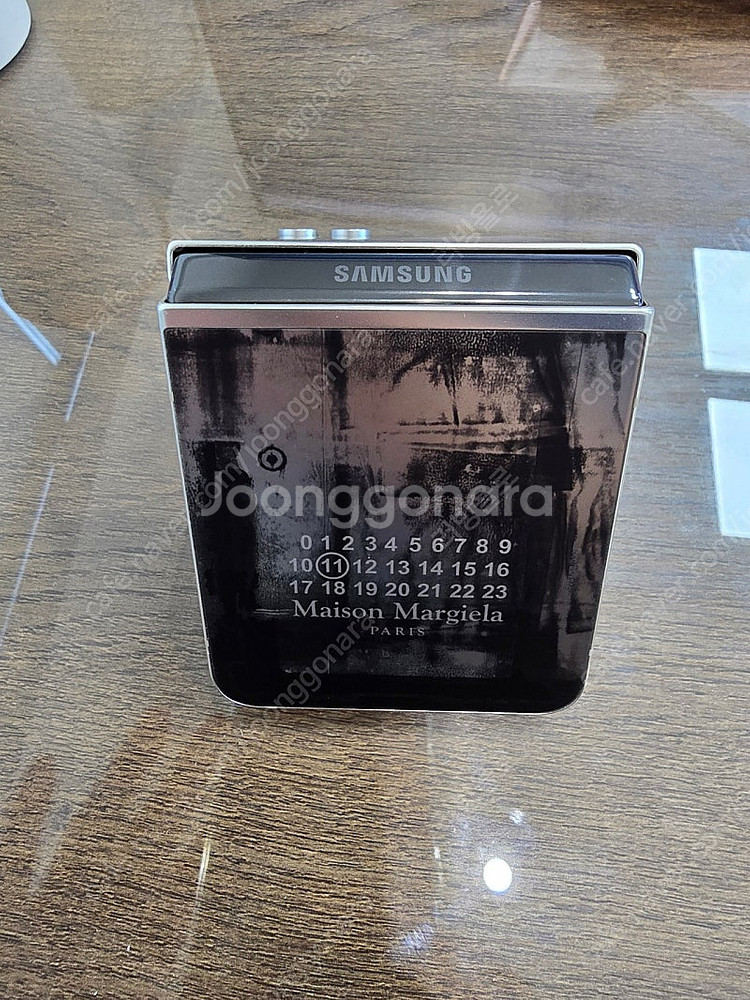 SAMSUNG
Joonggonara
0 1 2 3 4 5 6 7 8 9
10 11 12 13 14 15 16
17 18 19 20 21 22 23
Maison Margiela
PARIS